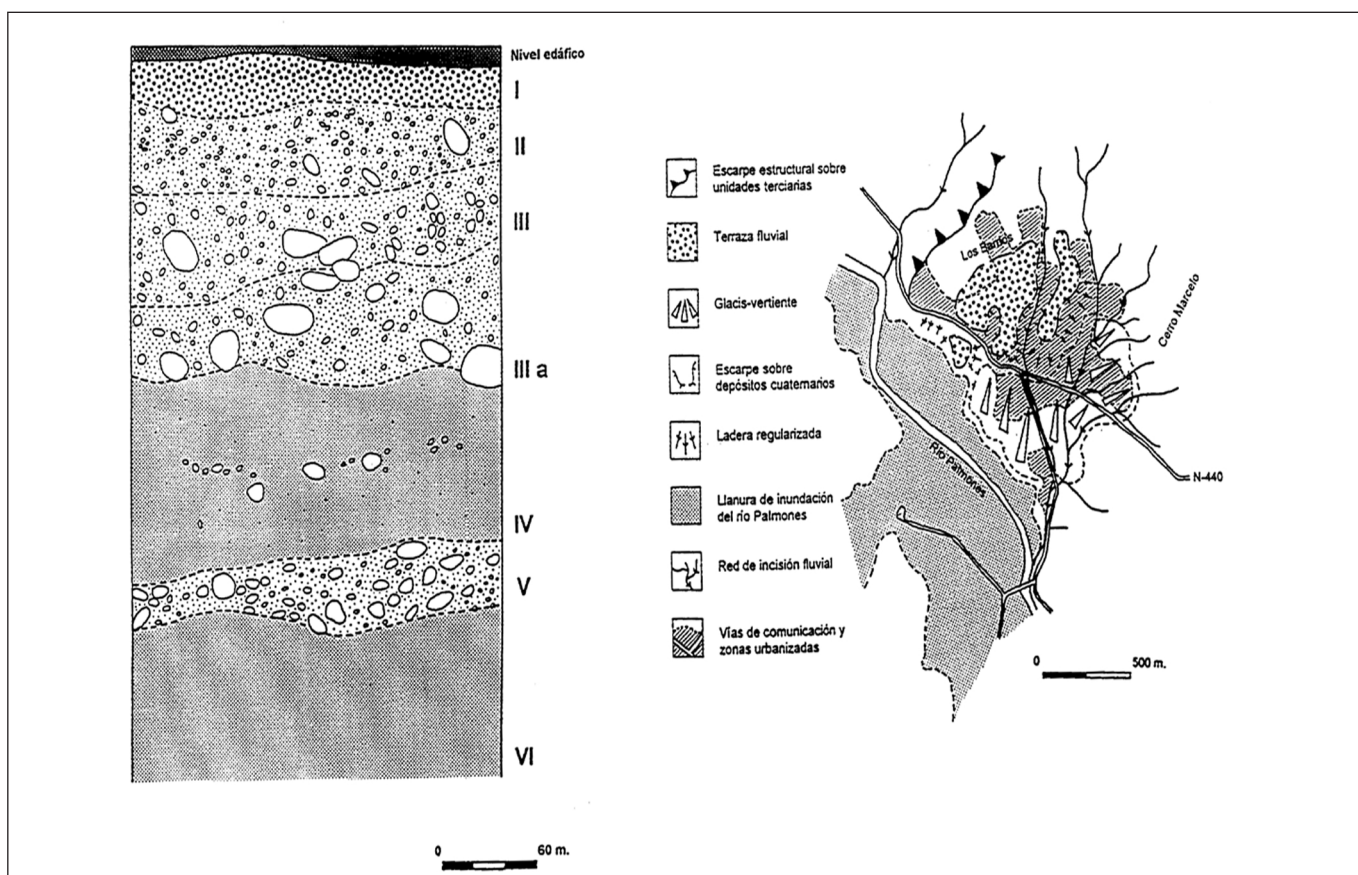 Nivel edáfico
I
II
III
III a
IV
V
VI
0 60 m.
Escarpe estructural sobre
unidades terciarias
Terraza fluvial
Glacis-vertiente
Escarpe sobre
depósitos cuaternarios
Ladera regularizada
Llanura de inundación
del río Palmones
Red de incisión fluvial
Vías de comunicación y
zonas urbanizadas
Los Barrios
Cerro Marcelo
Río Palmones
N-440
0 500 m.